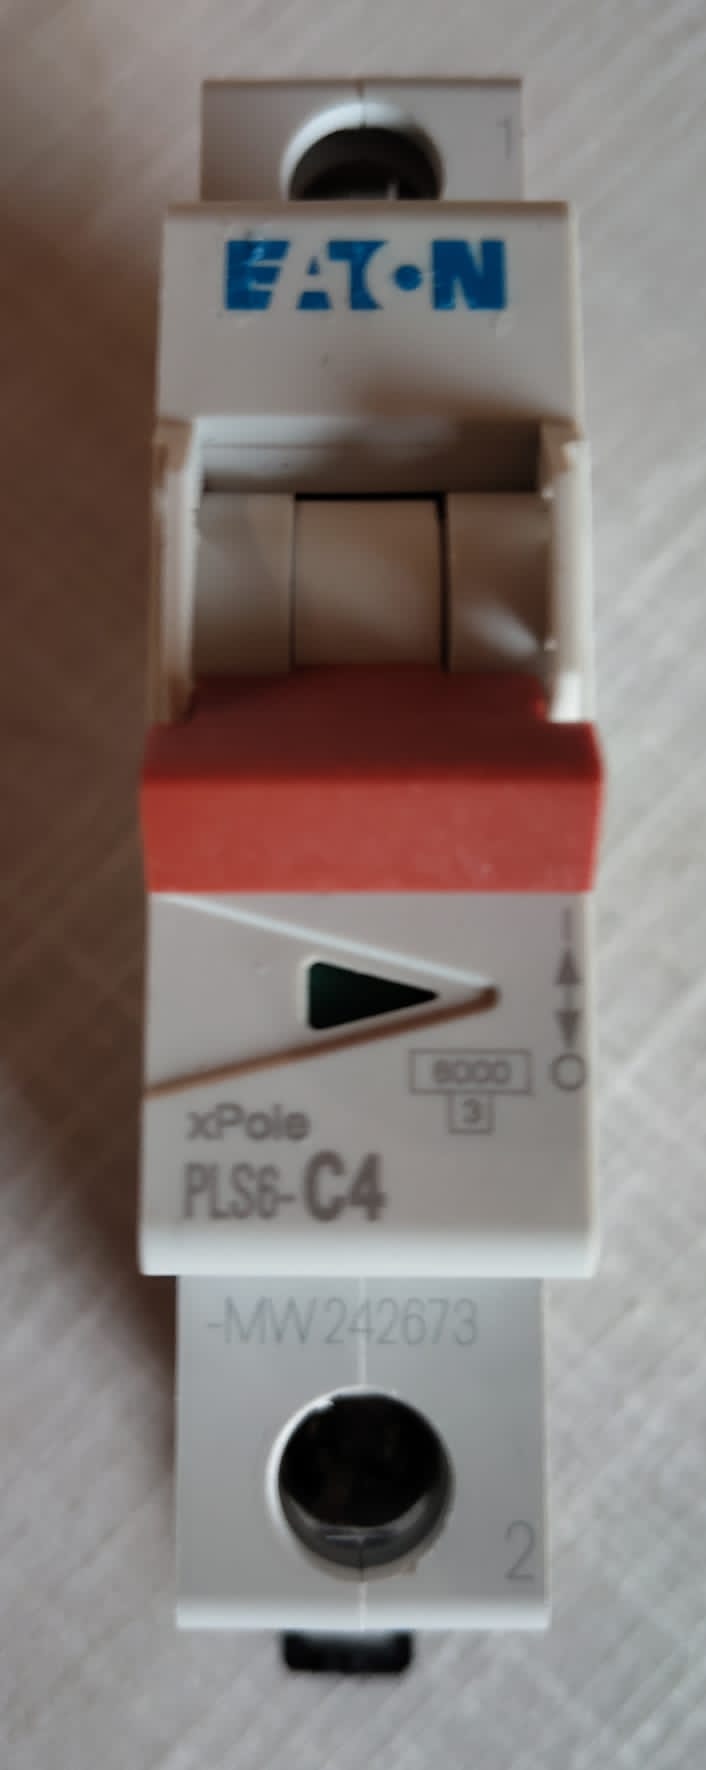 1
EATON
I
6000
3
O
xPole
PLS6-C4
-MW 242673
2